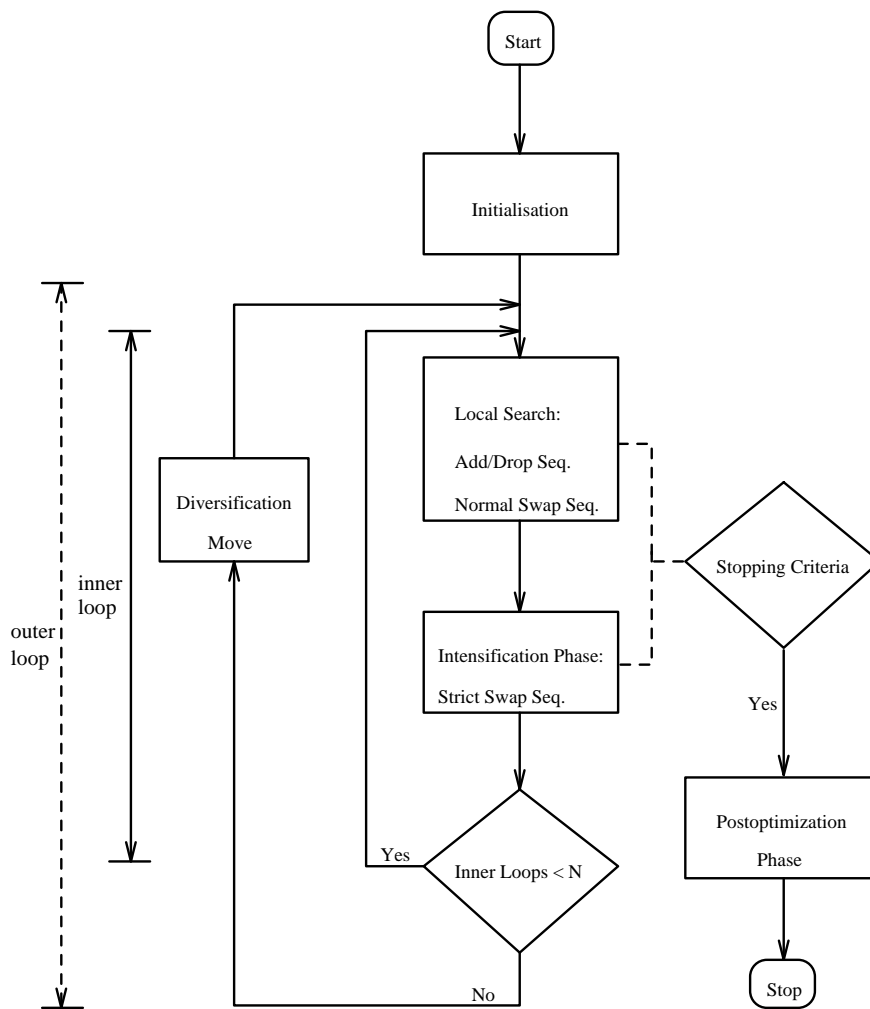 Start
Initialisation
Local Search:
Add/Drop Seq.
Normal Swap Seq.
Diversification
Move
Stopping Criteria
inner
loop
outer
loop
Intensification Phase:
Strict Swap Seq.
Yes
Postoptimization
Phase
Yes
Inner Loops < N
No
Stop